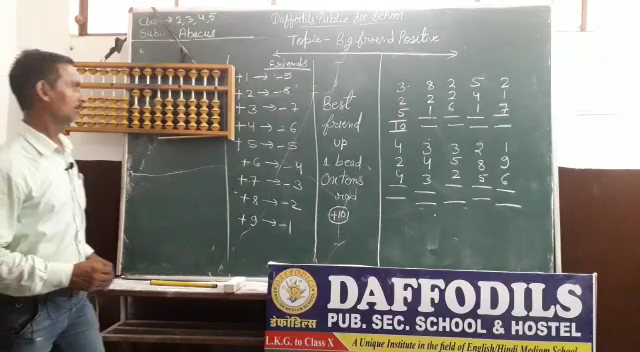 Class → 2, 3, 4, 5
Sub: Abacus
Daffodils Public Sec School
Topic - Big friend Positive
Friends
+1 → -9
+2 → -8
+3 → -7
+4 → -6
+5 → -5
+6 → -4
+7 → -3
+8 → -2
+9 → -1
Best
friend
up
1 bead
On tens
rod
+10
3 8 2 5 2
2 2 2 4 1
5 1 6 1 7
10
4 3 3 2 1
2 4 5 8 9
4 3 2 5 6
DAFFODILS
PUB. SEC. SCHOOL & HOSTEL
डेफोडिल्स
L.K.G. to Class X
A Unique Institute in the field of English/Hindi Medium School